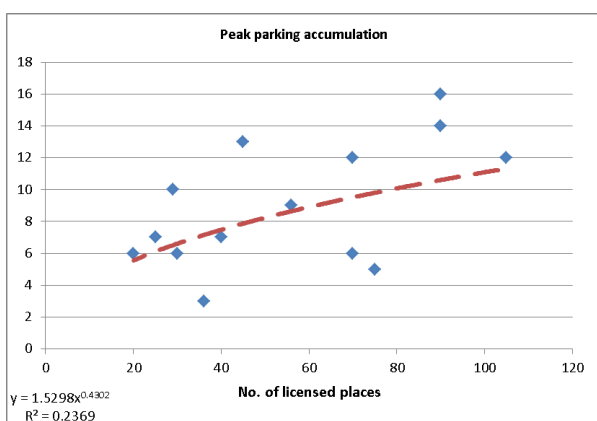 Peak parking accumulation
18
16
14
12
10
8
6
4
2
0
0 20 40 60 80 100 120
No. of licensed places
y = 1.5298x^0.4302
R² = 0.2369